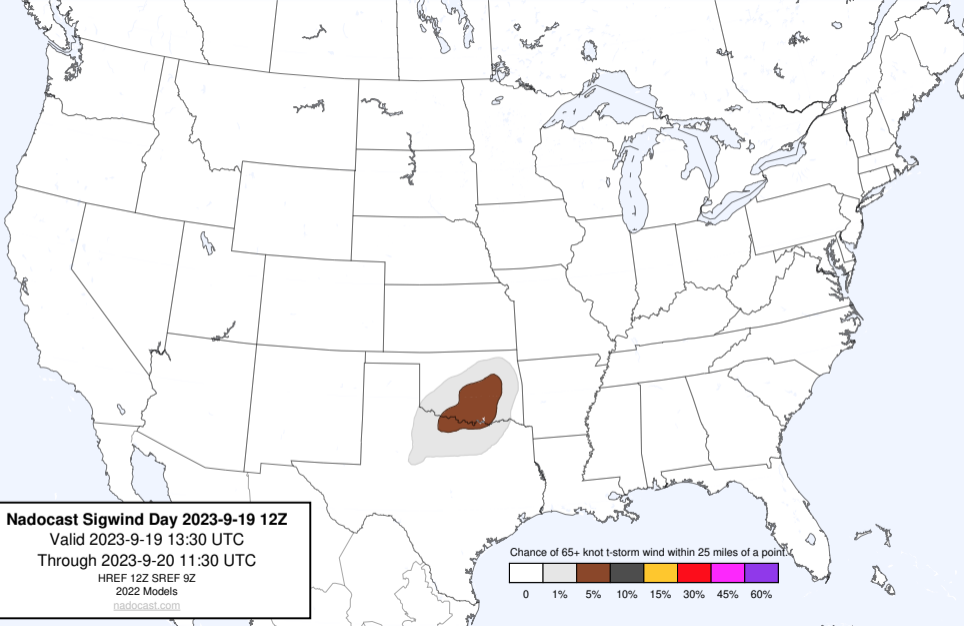 Nadocast Sigwind Day 2023-9-19 12Z
Valid 2023-9-19 13:30 UTC
Through 2023-9-20 11:30 UTC
HREF 12Z SREF 9Z
2022 Models
nadocast.com
Chance of 65+ knot t-storm wind within 25 miles of a point.
0 1% 5% 10% 15% 30% 45% 60%